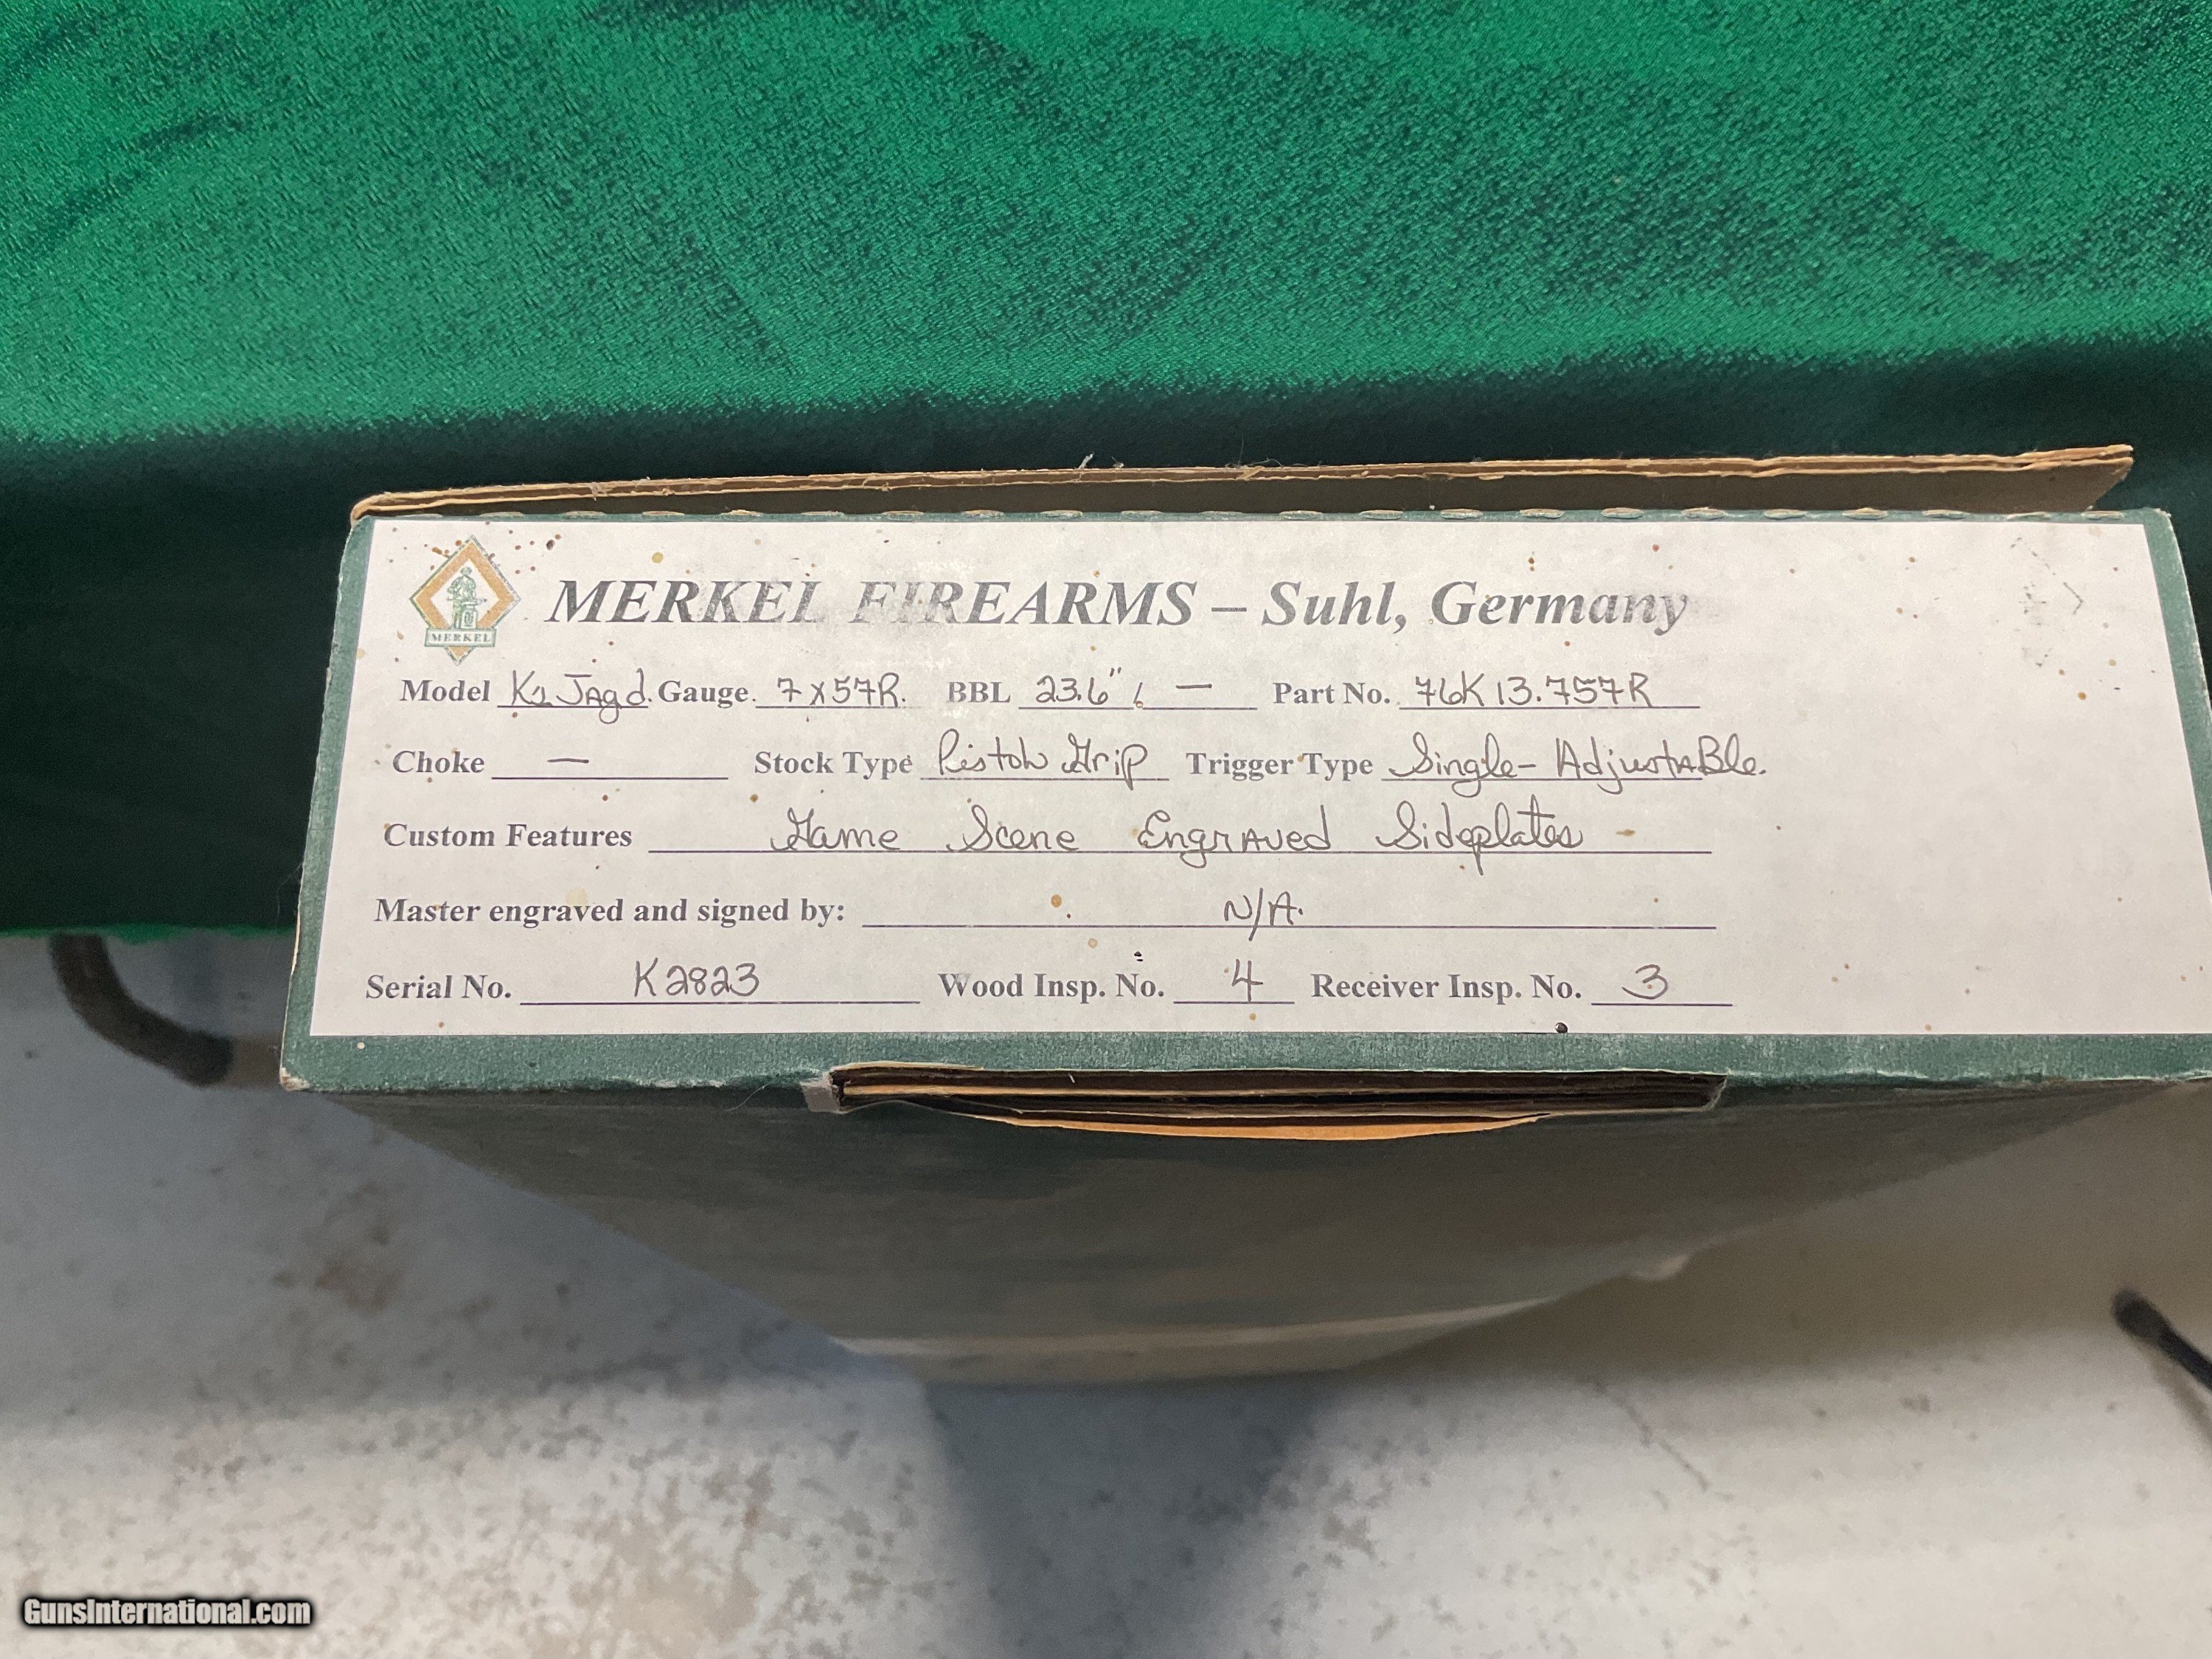 MERKEL
MERKEL FIREARMS – Suhl, Germany
Model K1 Jagd. Gauge. 7x57R. BBL 23.6", — Part No. 76K13.757R
Choke — Stock Type Pistol Grip Trigger Type Single-Adjustable.
Custom Features Game Scene Engraved Sideplates
Master engraved and signed by: N/A.
Serial No. K2823 Wood Insp. No. 4 Receiver Insp. No. 3
GunsInternational.com